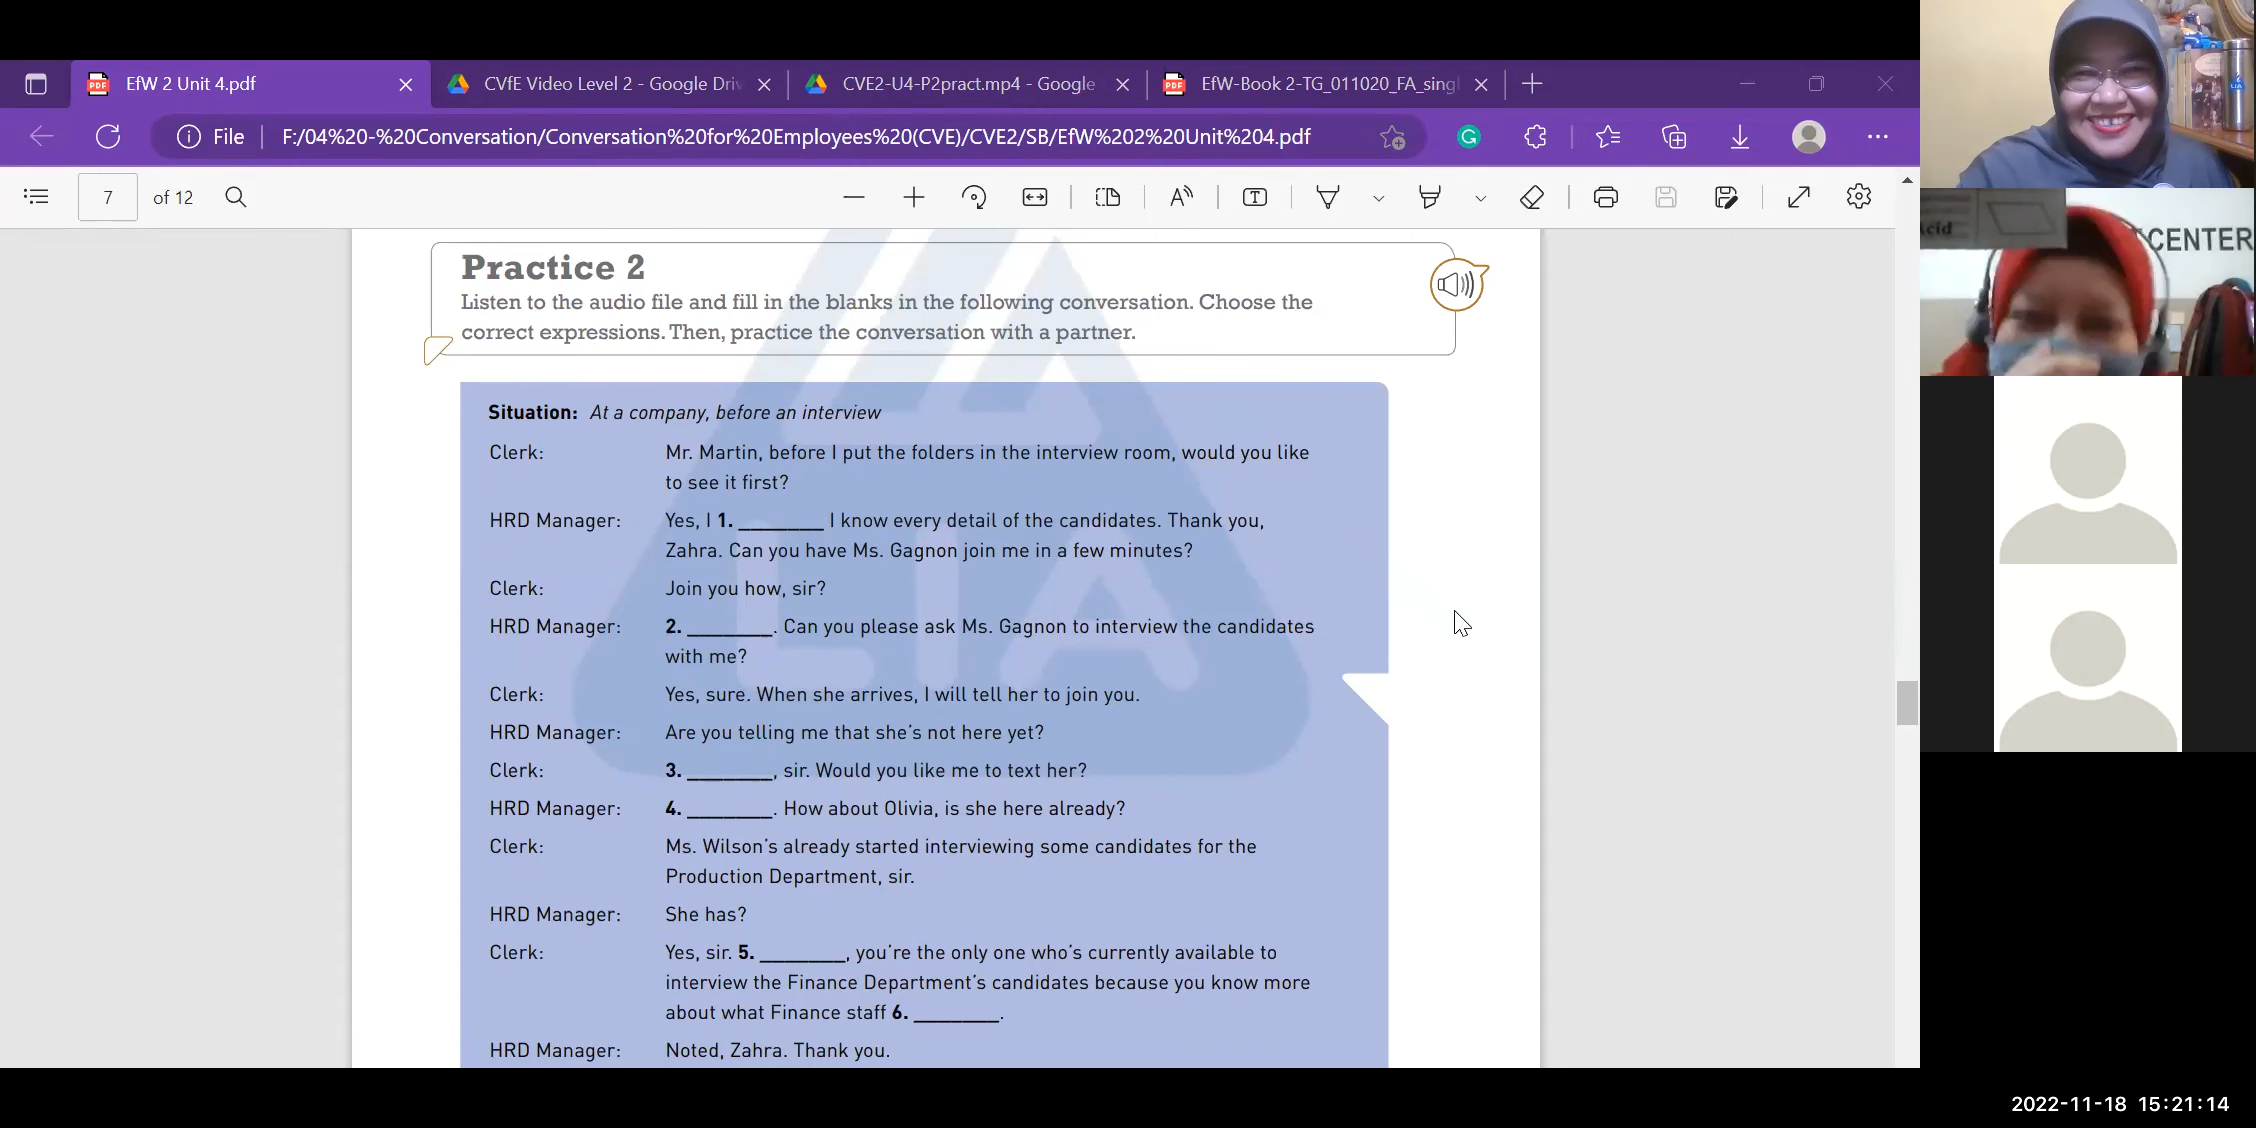 EfW 2 Unit 4.pdf
CVfE Video Level 2 - Google Driv
CVE2-U4-P2pract.mp4 - Google
EfW-Book 2-TG_011020_FA_singl
File
F:/04%20-%20Conversation/Conversation%20for%20Employees%20(CVE)/CVE2/SB/EfW%202%20Unit%204.pdf
7 of 12
Practice 2
Listen to the audio file and fill in the blanks in the following conversation. Choose the
correct expressions. Then, practice the conversation with a partner.
Situation: At a company, before an interview
Clerk: Mr. Martin, before I put the folders in the interview room, would you like
to see it first?
HRD Manager: Yes, I 1. _______ I know every detail of the candidates. Thank you,
Zahra. Can you have Ms. Gagnon join me in a few minutes?
Clerk: Join you how, sir?
HRD Manager: 2. _______. Can you please ask Ms. Gagnon to interview the candidates
with me?
Clerk: Yes, sure. When she arrives, I will tell her to join you.
HRD Manager: Are you telling me that she's not here yet?
Clerk: 3. _______, sir. Would you like me to text her?
HRD Manager: 4. _______. How about Olivia, is she here already?
Clerk: Ms. Wilson's already started interviewing some candidates for the
Production Department, sir.
HRD Manager: She has?
Clerk: Yes, sir. 5. _______, you're the only one who's currently available to
interview the Finance Department's candidates because you know more
about what Finance staff 6. _______.
HRD Manager: Noted, Zahra. Thank you.
LIA
CENTER
LIA
2022-11-18 15:21:14